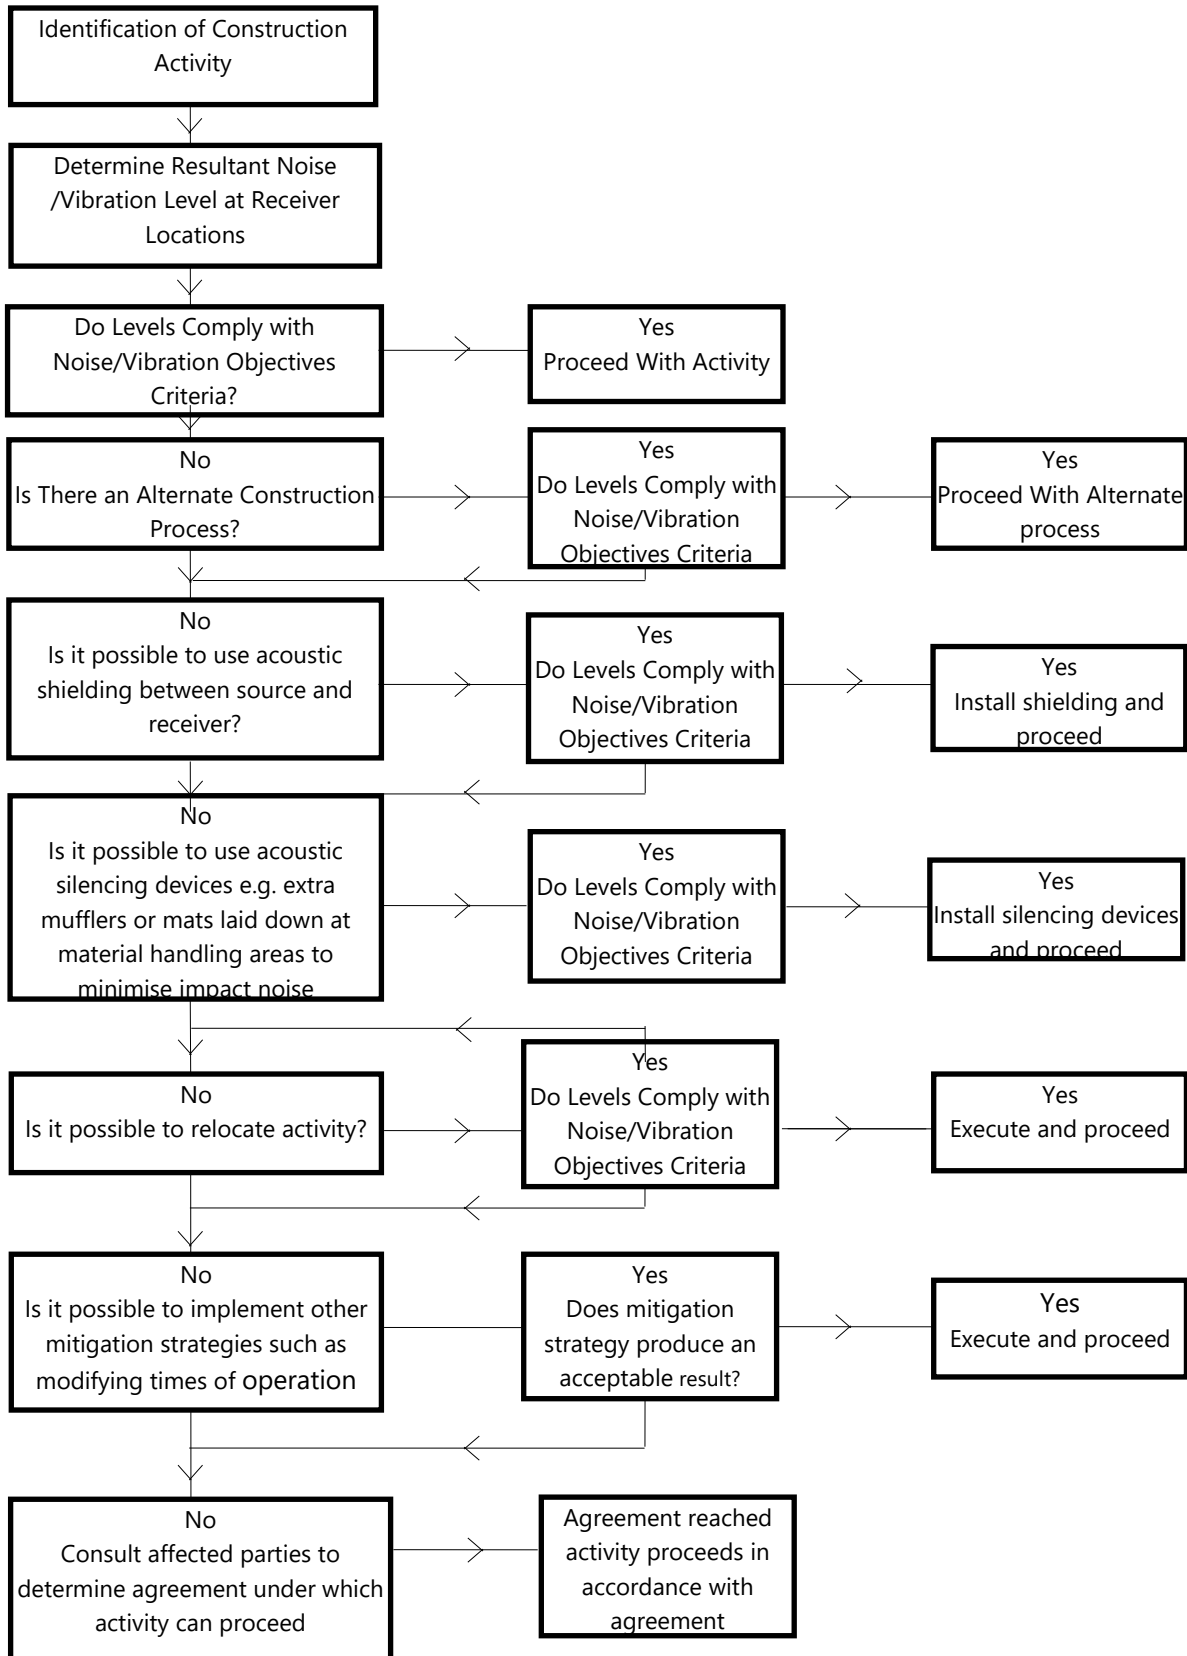 Identification of Construction
Activity
Determine Resultant Noise
/Vibration Level at Receiver
Locations
Do Levels Comply with
Noise/Vibration Objectives
Criteria?
Yes
Proceed With Activity
No
Is There an Alternate Construction
Process?
Yes
Do Levels Comply with
Noise/Vibration
Objectives Criteria
Yes
Proceed With Alternate
process
No
Is it possible to use acoustic
shielding between source and
receiver?
Yes
Do Levels Comply with
Noise/Vibration
Objectives Criteria
Yes
Install shielding and
proceed
No
Is it possible to use acoustic
silencing devices e.g. extra
mufflers or mats laid down at
material handling areas to
minimise impact noise
Yes
Do Levels Comply with
Noise/Vibration
Objectives Criteria
Yes
Install silencing devices
and proceed
No
Is it possible to relocate activity?
Yes
Do Levels Comply with
Noise/Vibration
Objectives Criteria
Yes
Execute and proceed
No
Is it possible to implement other
mitigation strategies such as
modifying times of operation
Yes
Does mitigation
strategy produce an
acceptable result?
Yes
Execute and proceed
No
Consult affected parties to
determine agreement under which
activity can proceed
Agreement reached
activity proceeds in
accordance with
agreement